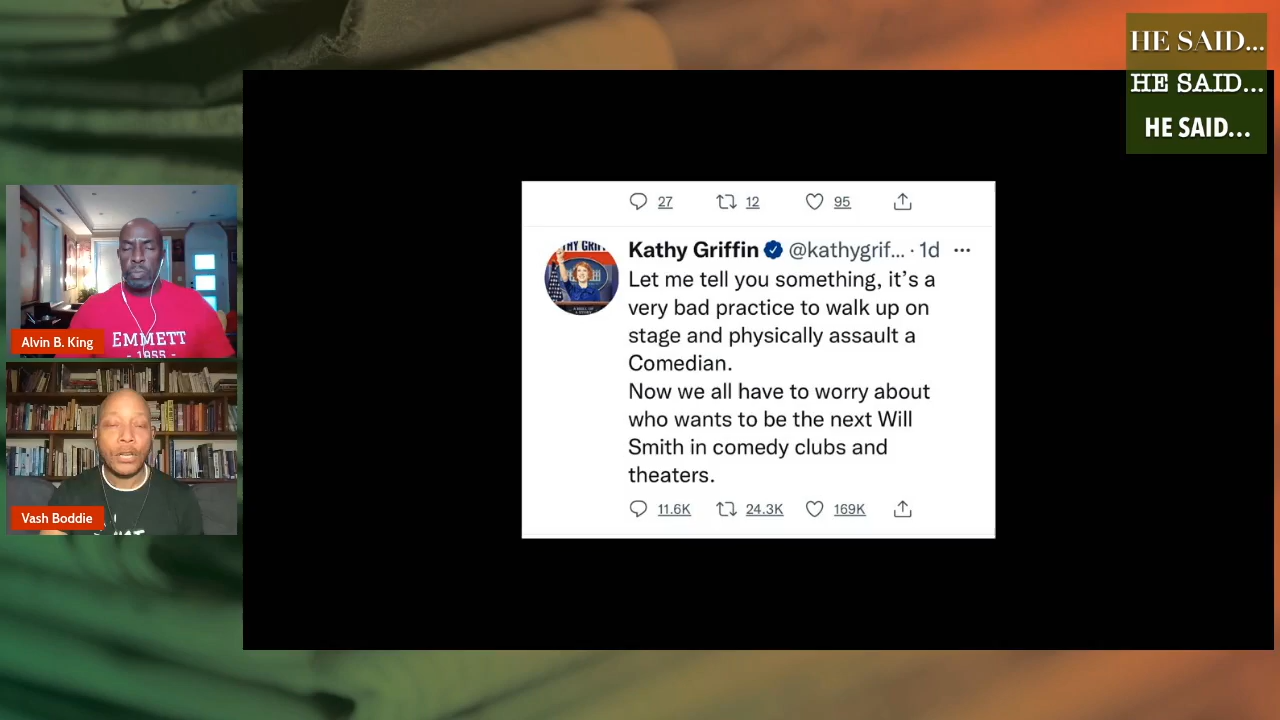 HE SAID...
HE SAID...
HE SAID...
EMMETT
- 1955 -
Alvin B. King
Vash Boddie
27 12 95
Kathy Griffin @kathygrif... · 1d
Let me tell you something, it's a
very bad practice to walk up on
stage and physically assault a
Comedian.
Now we all have to worry about
who wants to be the next Will
Smith in comedy clubs and
theaters.
11.6K 24.3K 169K